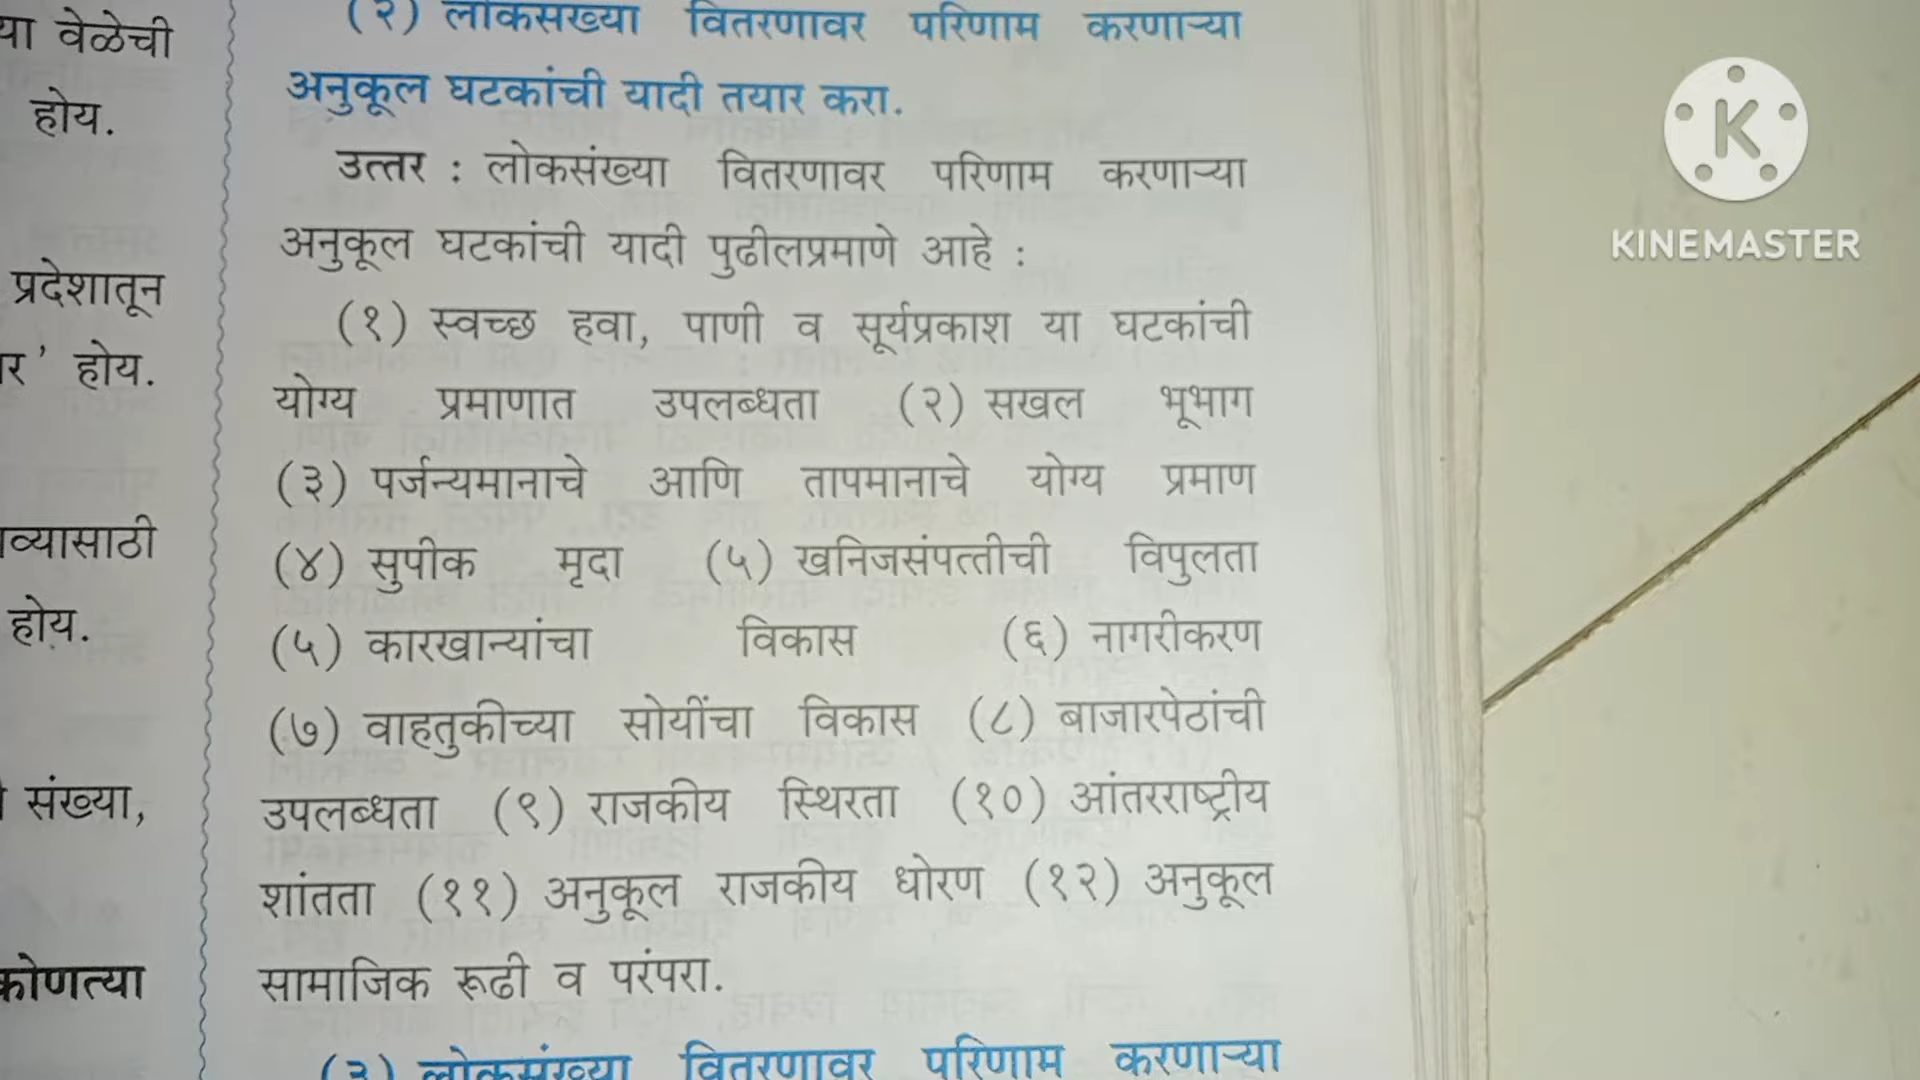 या वेळेची
होय.
प्रदेशातून
र' होय.
व्यासाठी
होय.
संख्या,
कोणत्या
(२) लोकसंख्या वितरणावर परिणाम करणाऱ्या
अनुकूल घटकांची यादी तयार करा.
उत्तर : लोकसंख्या वितरणावर परिणाम करणाऱ्या
अनुकूल घटकांची यादी पुढीलप्रमाणे आहे :
(१) स्वच्छ हवा, पाणी व सूर्यप्रकाश या घटकांची
योग्य प्रमाणात उपलब्धता (२) सखल भूभाग
(३) पर्जन्यमानाचे आणि तापमानाचे योग्य प्रमाण
(४) सुपीक मृदा (५) खनिजसंपत्तीची विपुलता
(५) कारखान्यांचा विकास (६) नागरीकरण
(७) वाहतुकीच्या सोयींचा विकास (८) बाजारपेठांची
उपलब्धता (९) राजकीय स्थिरता (१०) आंतरराष्ट्रीय
शांतता (११) अनुकूल राजकीय धोरण (१२) अनुकूल
सामाजिक रूढी व परंपरा.
(३) लोकसंख्या वितरणावर परिणाम करणाऱ्या
K
KINEMASTER